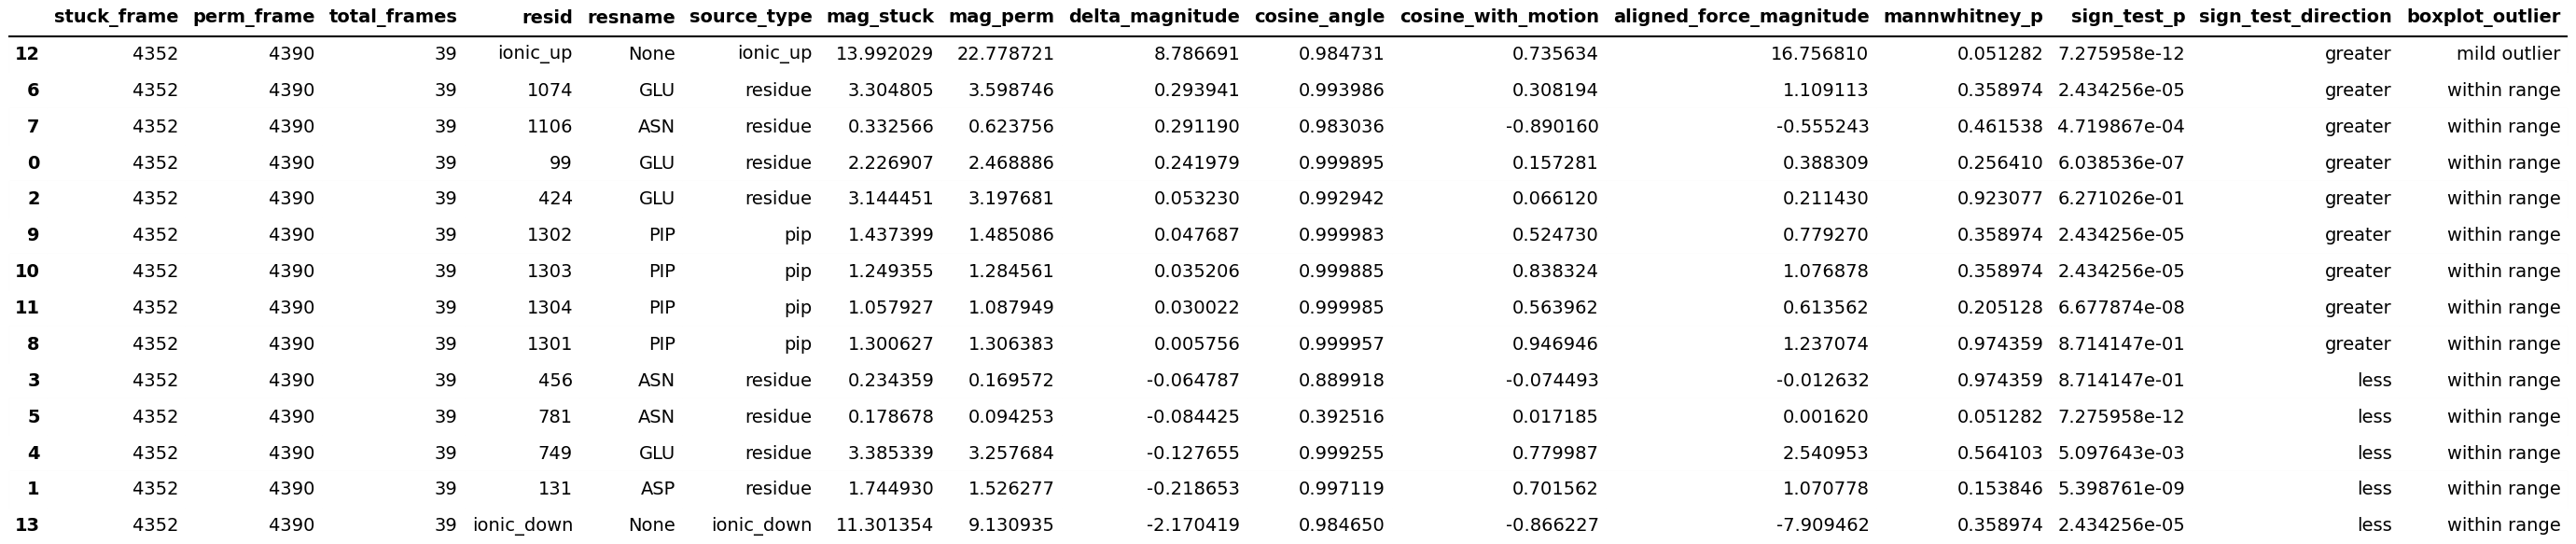 stuck_frame perm_frame total_frames resid resname source_type mag_stuck mag_perm delta_magnitude cosine_angle cosine_with_motion aligned_force_magnitude mannwhitney_p sign_test_p sign_test_direction boxplot_outlier
12 4352 4390 39 ionic_up None ionic_up 13.992029 22.778721 8.786691 0.984731 0.735634 16.756810 0.051282 7.275958e-12 greater mild outlier
6 4352 4390 39 1074 GLU residue 3.304805 3.598746 0.293941 0.993986 0.308194 1.109113 0.358974 2.434256e-05 greater within range
7 4352 4390 39 1106 ASN residue 0.332566 0.623756 0.291190 0.983036 -0.890160 -0.555243 0.461538 4.719867e-04 greater within range
0 4352 4390 39 99 GLU residue 2.226907 2.468886 0.241979 0.999895 0.157281 0.388309 0.256410 6.038536e-07 greater within range
2 4352 4390 39 424 GLU residue 3.144451 3.197681 0.053230 0.992942 0.066120 0.211430 0.923077 6.271026e-01 greater within range
9 4352 4390 39 1302 PIP pip 1.437399 1.485086 0.047687 0.999983 0.524730 0.779270 0.358974 2.434256e-05 greater within range
10 4352 4390 39 1303 PIP pip 1.249355 1.284561 0.035206 0.999885 0.838324 1.076878 0.358974 2.434256e-05 greater within range
11 4352 4390 39 1304 PIP pip 1.057927 1.087949 0.030022 0.999985 0.563962 0.613562 0.205128 6.677874e-08 greater within range
8 4352 4390 39 1301 PIP pip 1.300627 1.306383 0.005756 0.999957 0.946946 1.237074 0.974359 8.714147e-01 greater within range
3 4352 4390 39 456 ASN residue 0.234359 0.169572 -0.064787 0.889918 -0.074493 -0.012632 0.974359 8.714147e-01 less within range
5 4352 4390 39 781 ASN residue 0.178678 0.094253 -0.084425 0.392516 0.017185 0.001620 0.051282 7.275958e-12 less within range
4 4352 4390 39 749 GLU residue 3.385339 3.257684 -0.127655 0.999255 0.779987 2.540953 0.564103 5.097643e-03 less within range
1 4352 4390 39 131 ASP residue 1.744930 1.526277 -0.218653 0.997119 0.701562 1.070778 0.153846 5.398761e-09 less within range
13 4352 4390 39 ionic_down None ionic_down 11.301354 9.130935 -2.170419 0.984650 -0.866227 -7.909462 0.358974 2.434256e-05 less within range